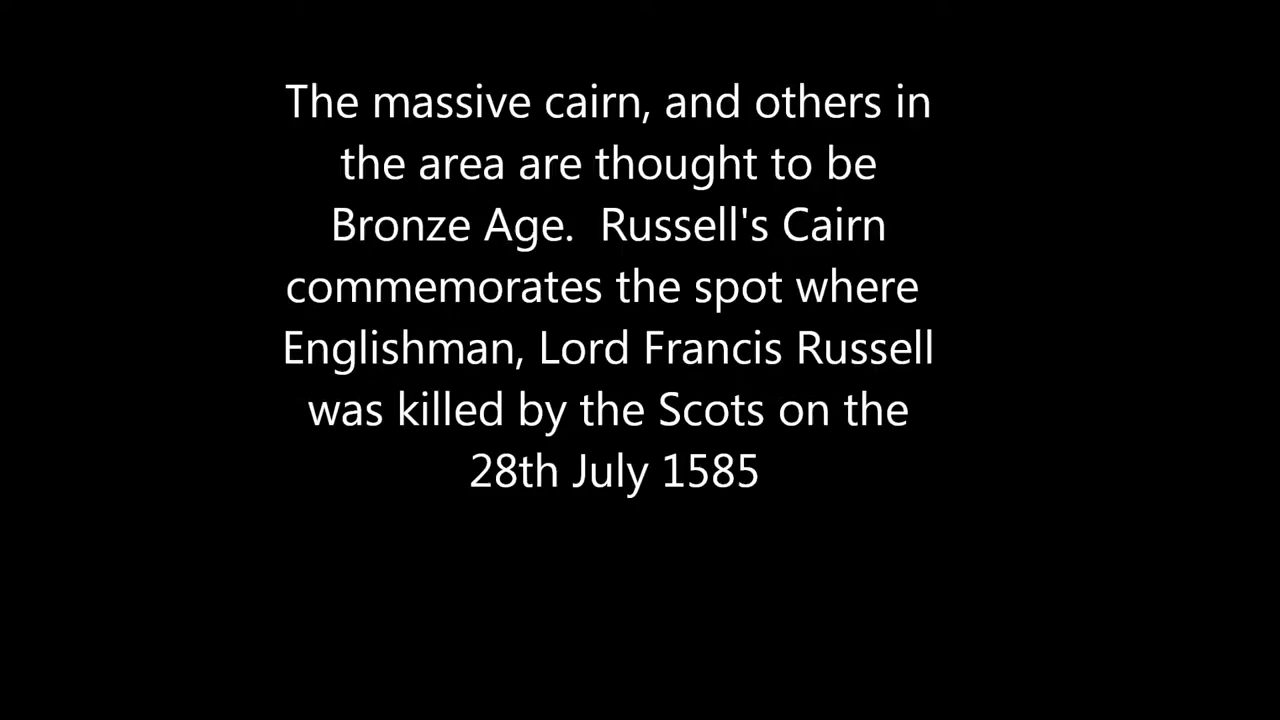 The massive cairn, and others in
the area are thought to be
Bronze Age.  Russell's Cairn
commemorates the spot where
Englishman, Lord Francis Russell
was killed by the Scots on the
28th July 1585